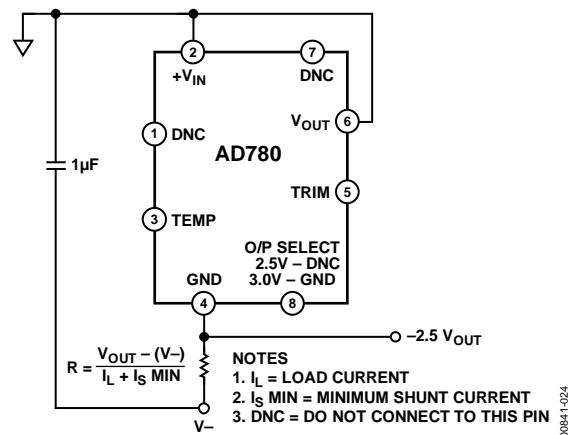 2
7
+VIN
DNC
VOUT 6
1 DNC
AD780
1µF
TRIM 5
3 TEMP
O/P SELECT
2.5V – DNC
3.0V – GND
GND
4
8
–2.5 VOUT
R = VOUT – (V–)
IL + IS MIN
V–
NOTES
1. IL = LOAD CURRENT
2. IS MIN = MINIMUM SHUNT CURRENT
3. DNC = DO NOT CONNECT TO THIS PIN
00841-024